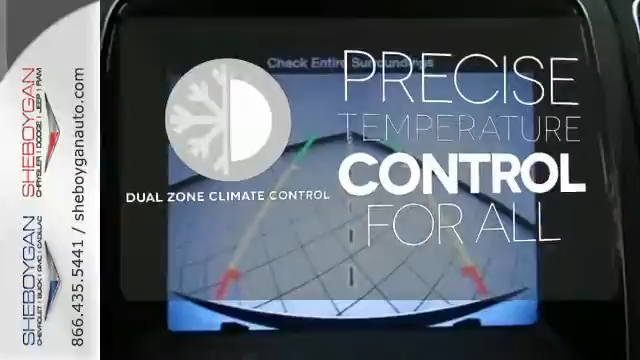 SHEBOYGAN
CHRYSLER | DODGE | JEEP | RAM
SHEBOYGAN
CHEVROLET | BUICK | GMC | CADILLAC
866.435.5441 / sheboyganauto.com
Check Entire Surroundings
DUAL ZONE CLIMATE CONTROL
PRECISE
TEMPERATURE
CONTROL
FOR ALL